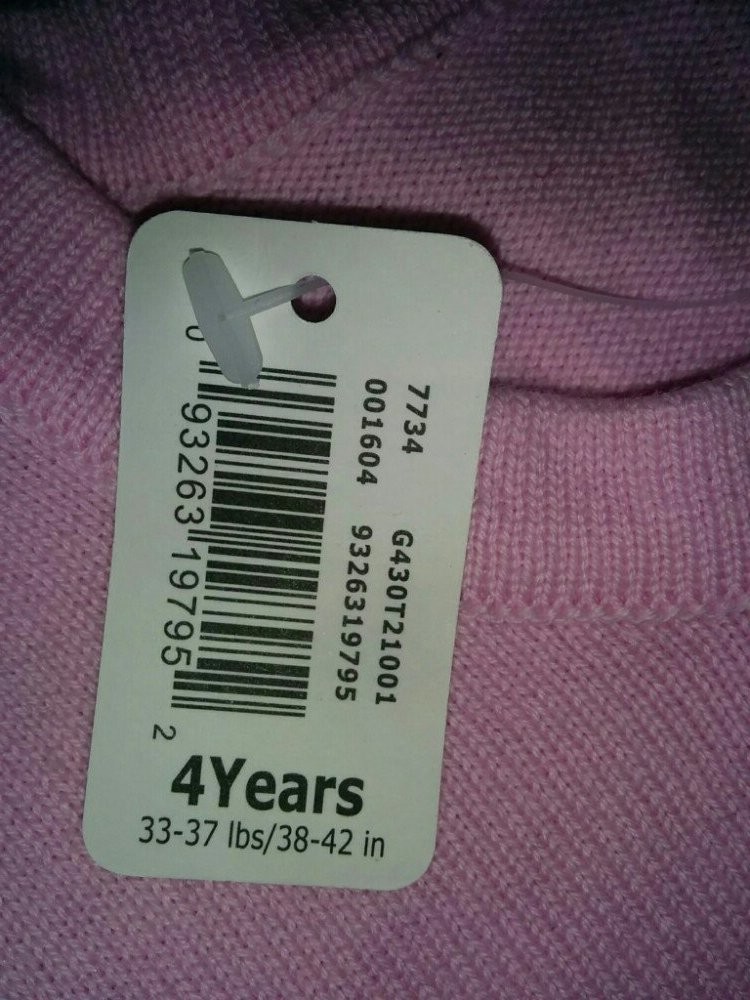 7734 G430T21001
001604 9326319795
0 93263 19795 2
4Years
33-37 lbs/38-42 in